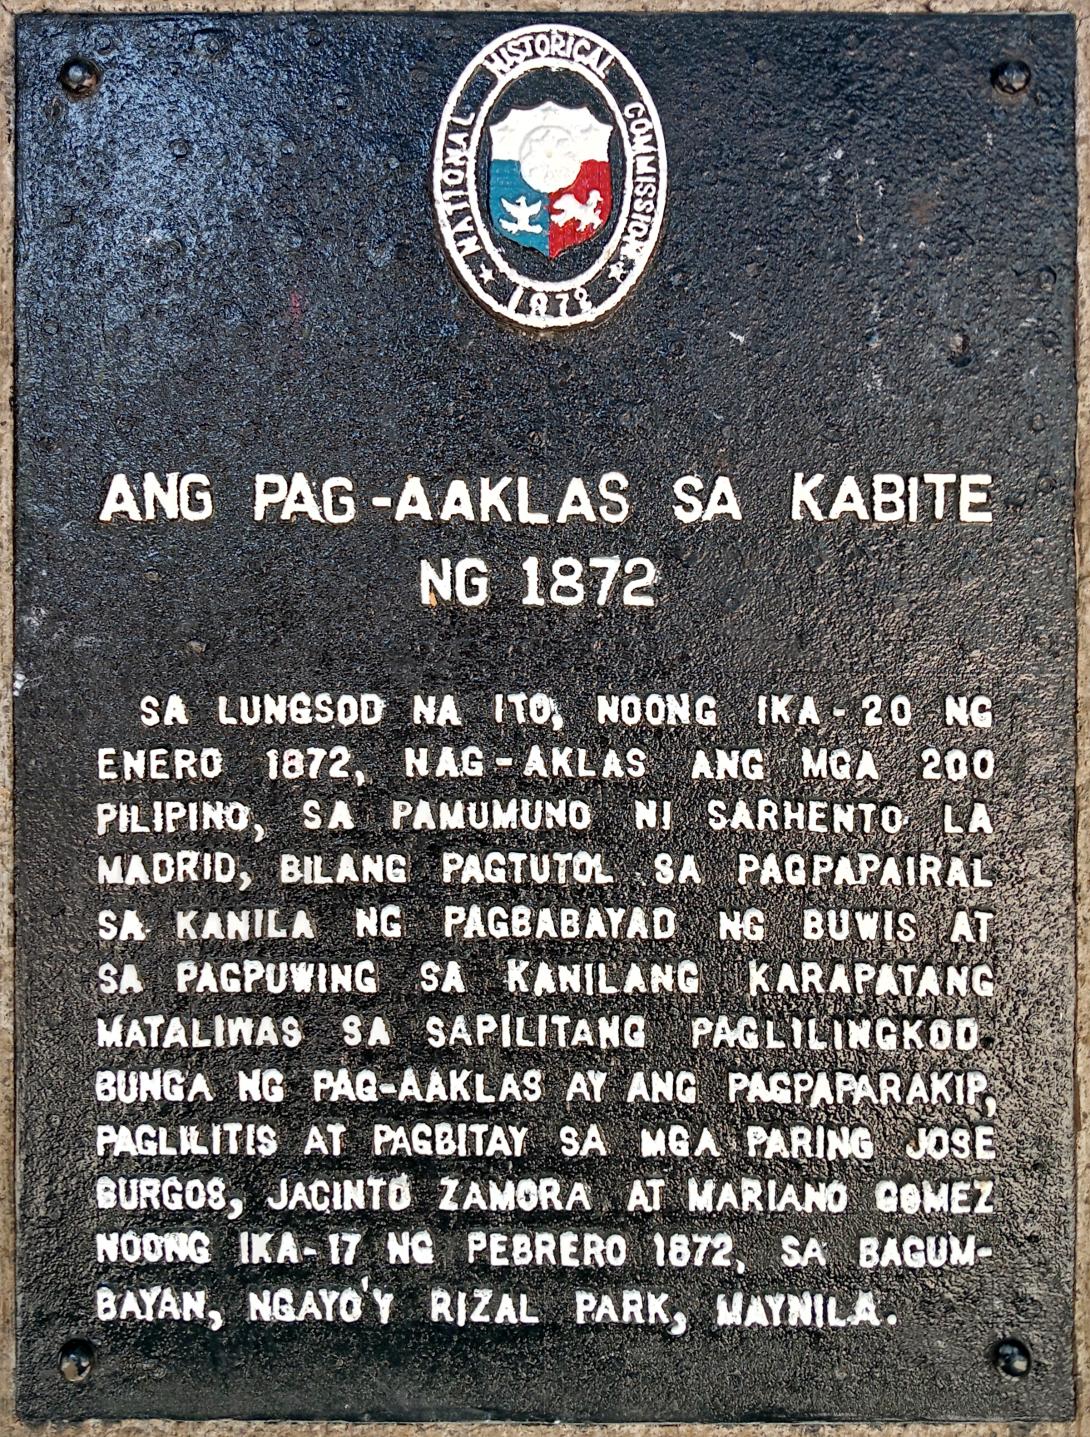 NATIONAL HISTORICAL COMMISSION
1972
ANG PAG-AAKLAS SA KABITE
NG 1872
SA LUNGSOD NA ITO, NOONG IKA-20 NG
ENERO 1872, NAG-AKLAS ANG MGA 200
PILIPINO, SA PAMUMUNO NI SARHENTO LA
MADRID, BILANG PAGTUTOL SA PAGPAPAIRAL
SA KANILA NG PAGBABAYAD NG BUWIS AT
SA PAGPUWING SA KANILANG KARAPATANG
MATALIWAS SA SAPILITANG PAGLILINGKOD.
BUNGA NG PAG-AAKLAS AY ANG PAGPAPARAKIP,
PAGLILITIS AT PAGBITAY SA MGA PARING JOSE
BURGOS, JACINTO ZAMORA AT MARIANO GOMEZ
NOONG IKA-17 NG PEBRERO 1872, SA BAGUM-
BAYAN, NGAYO'Y RIZAL PARK, MAYNILA.